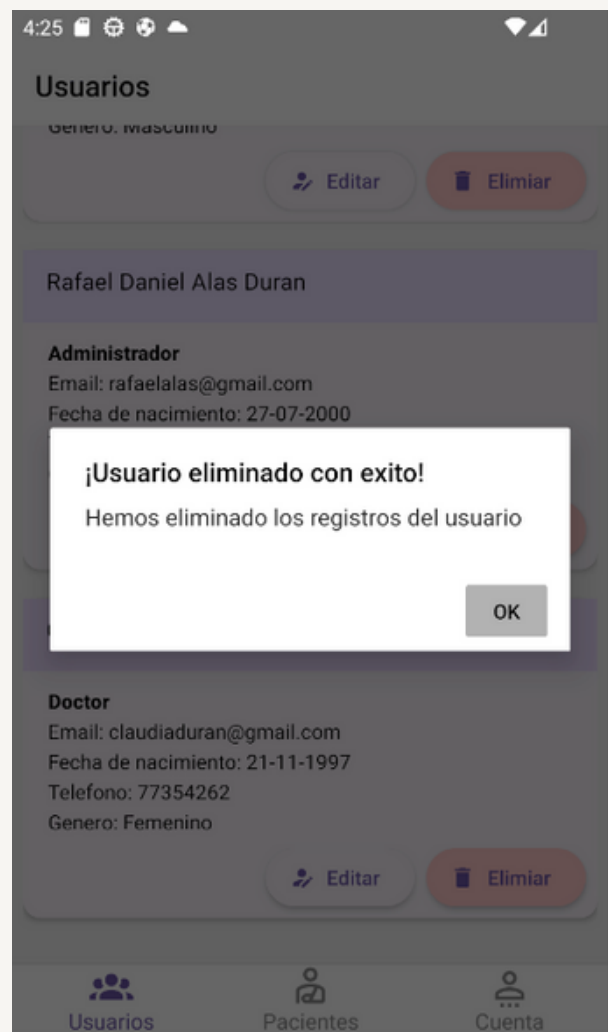 4:25
Usuarios
Genero: Masculino
Editar
Elimiar
Rafael Daniel Alas Duran
Administrador
Email: rafaelalas@gmail.com
Fecha de nacimiento: 27-07-2000
¡Usuario eliminado con exito!
Hemos eliminado los registros del usuario
OK
Doctor
Email: claudiaduran@gmail.com
Fecha de nacimiento: 21-11-1997
Telefono: 77354262
Genero: Femenino
Editar
Elimiar
Usuarios
Pacientes
Cuenta